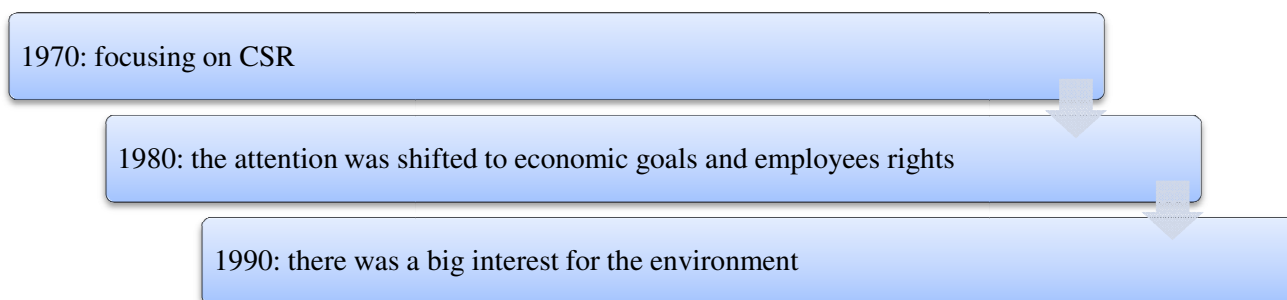 1970: focusing on CSR
1980: the attention was shifted to economic goals and employees rights
1990: there was a big interest for the environment